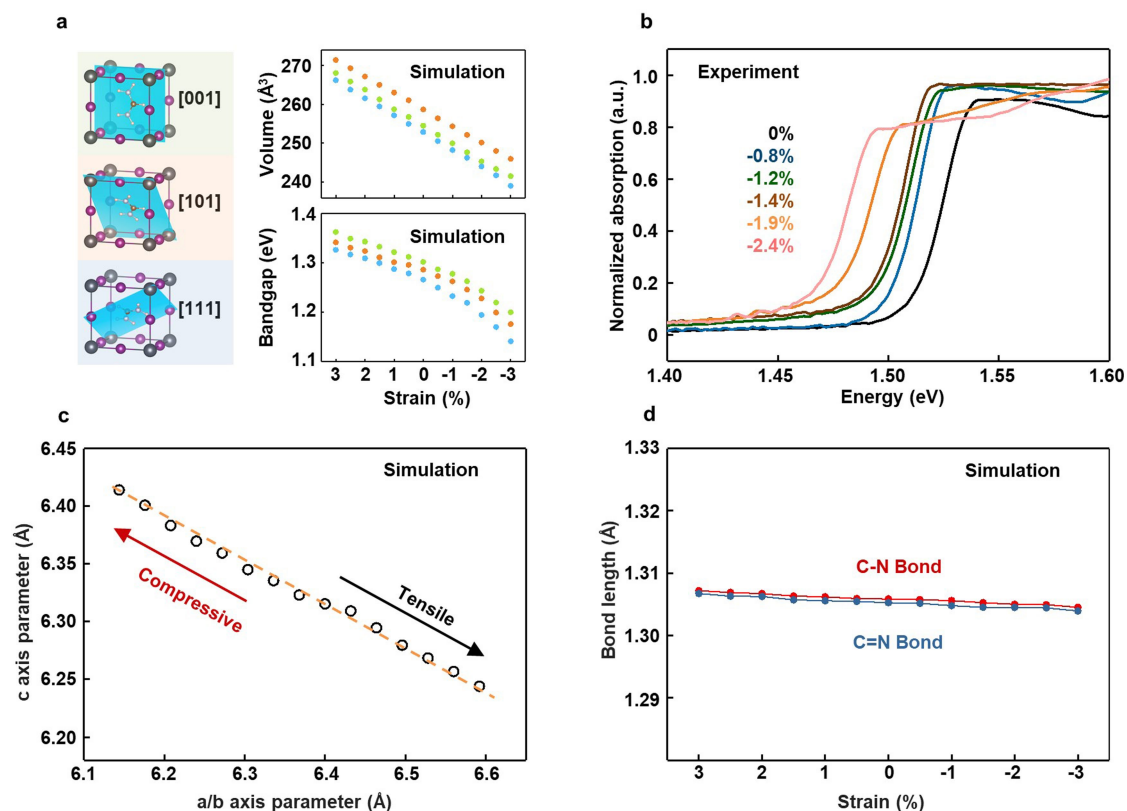 a
[001]
[101]
[111]
Simulation
Volume (Å³)
270
260
250
240
Simulation
Bandgap (eV)
1.4
1.3
1.2
1.1
3 2 1 0 -1 -2 -3
Strain (%)
b
Experiment
0%
-0.8%
-1.2%
-1.4%
-1.9%
-2.4%
Normalized absorption (a.u.)
1.0
0.8
0.6
0.4
0.2
0
1.40 1.45 1.50 1.55 1.60
Energy (eV)
c
Simulation
c axis parameter (Å)
6.45
6.40
6.35
6.30
6.25
6.20
Compressive
Tensile
6.1 6.2 6.3 6.4 6.5 6.6
a/b axis parameter (Å)
d
Simulation
Bond length (Å)
1.33
1.32
1.31
1.30
1.29
C-N Bond
C=N Bond
3 2 1 0 -1 -2 -3
Strain (%)